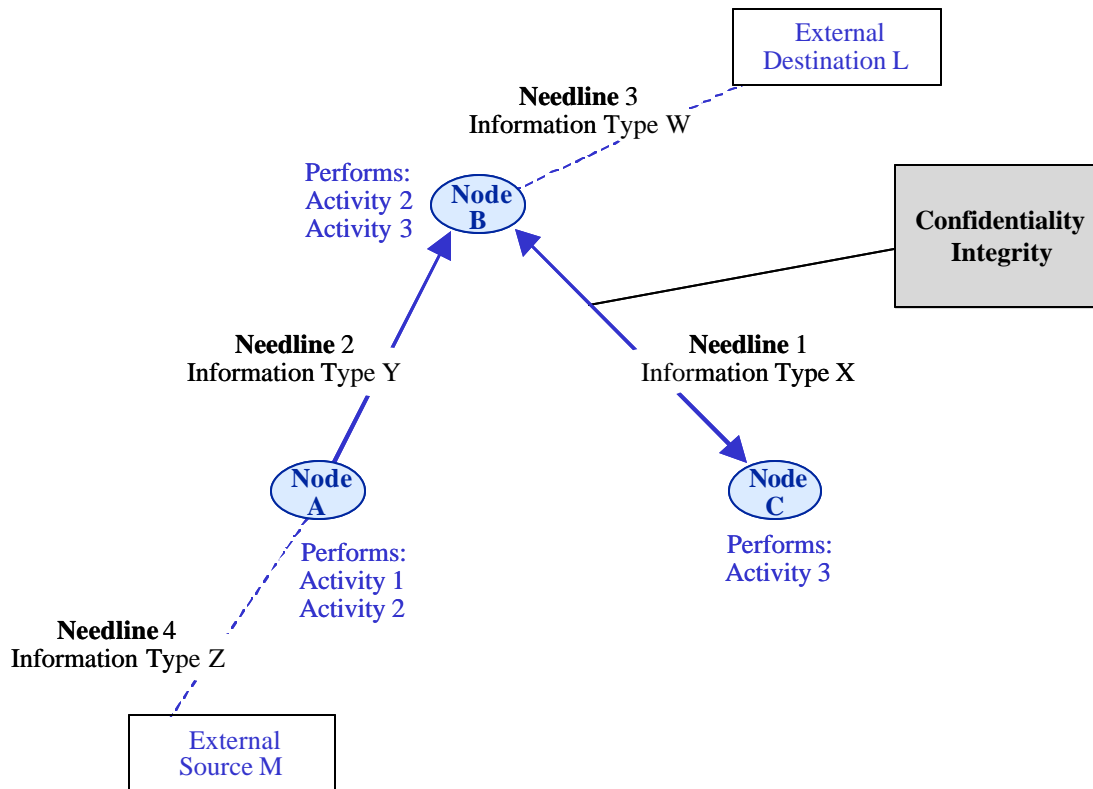 External
Destination L
Needline 3
Information Type W
Performs:
Activity 2
Activity 3
Node
B
Confidentiality
Integrity
Needline 2
Information Type Y
Needline 1
Information Type X
Node
A
Node
C
Performs:
Activity 1
Activity 2
Performs:
Activity 3
Needline 4
Information Type Z
External
Source M